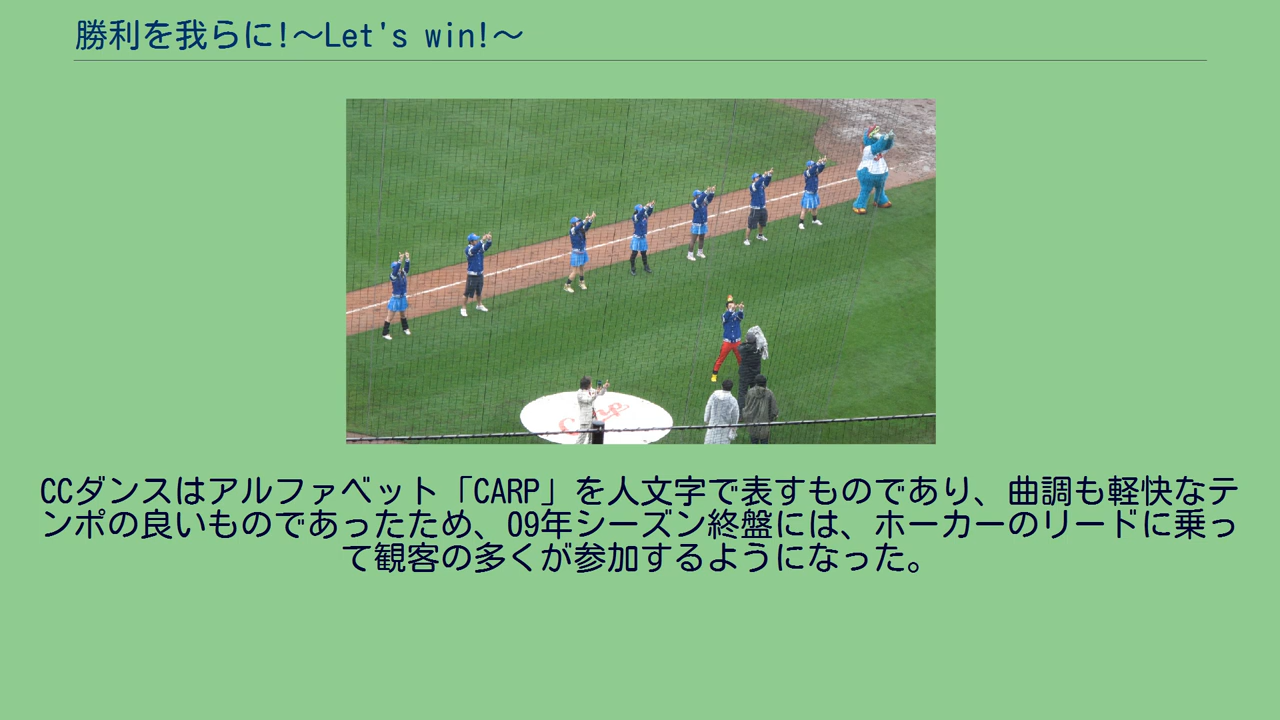 勝利を我らに!～Let's win!～
Carp
CCダンスはアルファベット「CARP」を人文字で表すものであり、曲調も軽快なテ
ンポの良いものであったため、09年シーズン終盤には、ホーカーのリードに乗っ
て観客の多くが参加するようになった。